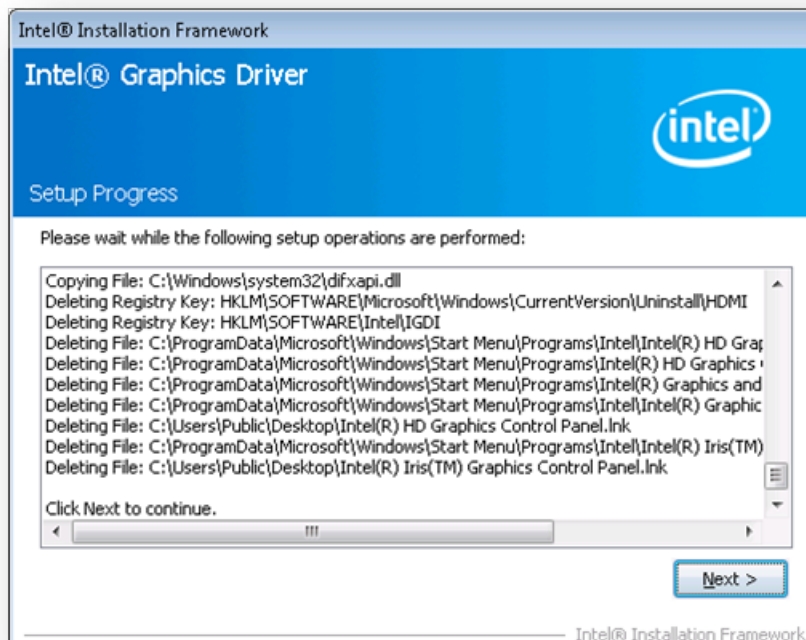 Intel® Installation Framework
Intel® Graphics Driver
intel
Setup Progress
Please wait while the following setup operations are performed:
Copying File: C:\Windows\system32\difxapi.dll
Deleting Registry Key: HKLM\SOFTWARE\Microsoft\Windows\CurrentVersion\Uninstall\HDMI
Deleting Registry Key: HKLM\SOFTWARE\Intel\IGDI
Deleting File: C:\ProgramData\Microsoft\Windows\Start Menu\Programs\Intel\Intel(R) HD Grap
Deleting File: C:\ProgramData\Microsoft\Windows\Start Menu\Programs\Intel(R) HD Graphics
Deleting File: C:\ProgramData\Microsoft\Windows\Start Menu\Programs\Intel(R) Graphics and
Deleting File: C:\ProgramData\Microsoft\Windows\Start Menu\Programs\Intel\Intel(R) Graphic
Deleting File: C:\Users\Public\Desktop\Intel(R) HD Graphics Control Panel.lnk
Deleting File: C:\ProgramData\Microsoft\Windows\Start Menu\Programs\Intel\Intel(R) Iris(TM)
Deleting File: C:\Users\Public\Desktop\Intel(R) Iris(TM) Graphics Control Panel.lnk
Click Next to continue.
Next >
Intel® Installation Framework